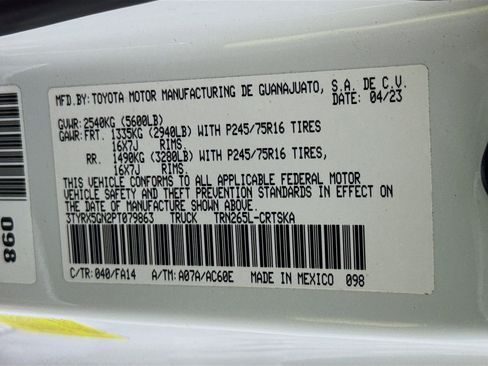 MFD.BY: TOYOTA MOTOR MANUFACTURING DE GUANAJUATO, S.A. DE C.V.
DATE: 04/23
GVWR: 2540KG (5600LB)
GAWR: FRT. 1335KG (2940LB) WITH P245/75R16 TIRES
16X7J RIMS.
RR. 1490KG (3280LB) WITH P245/75R16 TIRES,
16X7J RIMS.
THIS VEHICLE CONFORMS TO ALL APPLICABLE FEDERAL MOTOR
VEHICLE SAFETY AND THEFT PREVENTION STANDARDS IN EFFECT ON
THE DATE OF MANUFACTURE SHOWN ABOVE.
3TYRX5GN2PT079863 TRUCK TRN265L-CRTSKA
C/TR: 040/FA14 A/TM: A07A/AC60E MADE IN MEXICO 098
098